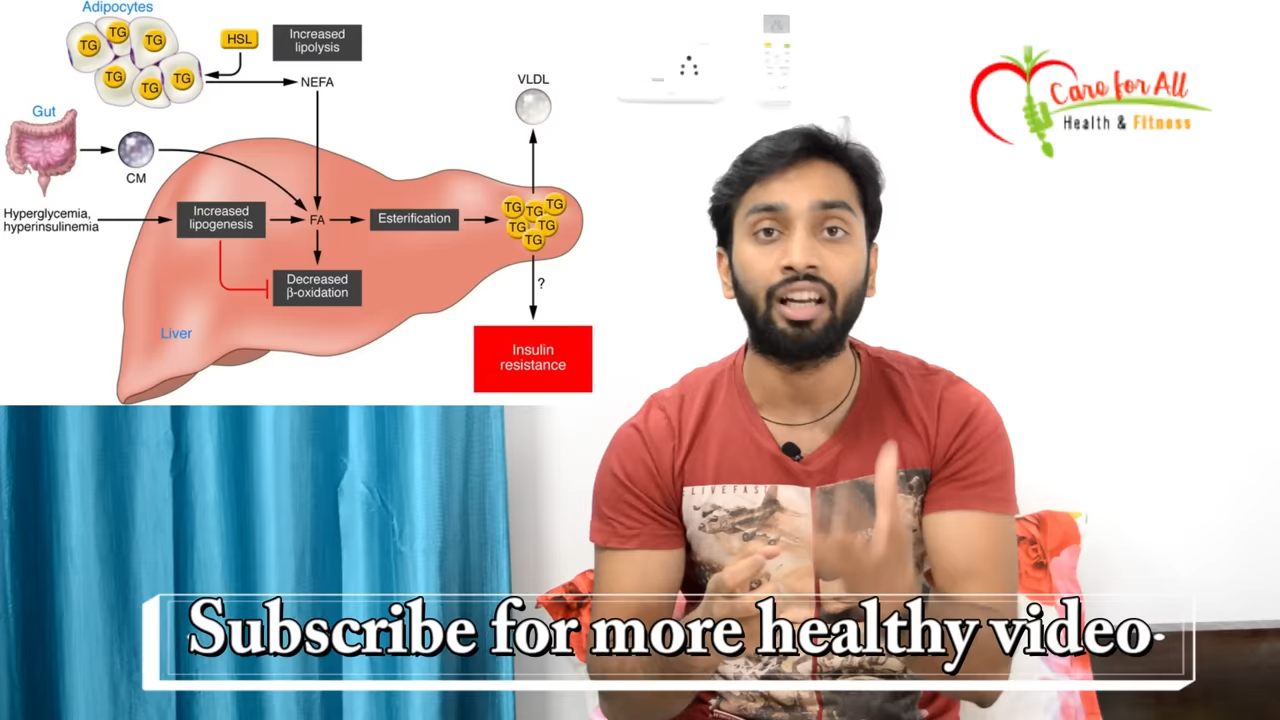 Adipocytes
TG
TG
TG
TG
TG
TG
HSL
Increased
lipolysis
NEFA
VLDL
Gut
CM
Hyperglycemia,
hyperinsulinemia
Increased
lipogenesis
FA
Esterification
TG
TG
TG
TG
TG
TG
Decreased
β-oxidation
?
Liver
Insulin
resistance
Care for All
Health & Fitness
LIVEFAS
Subscribe for more healthy video